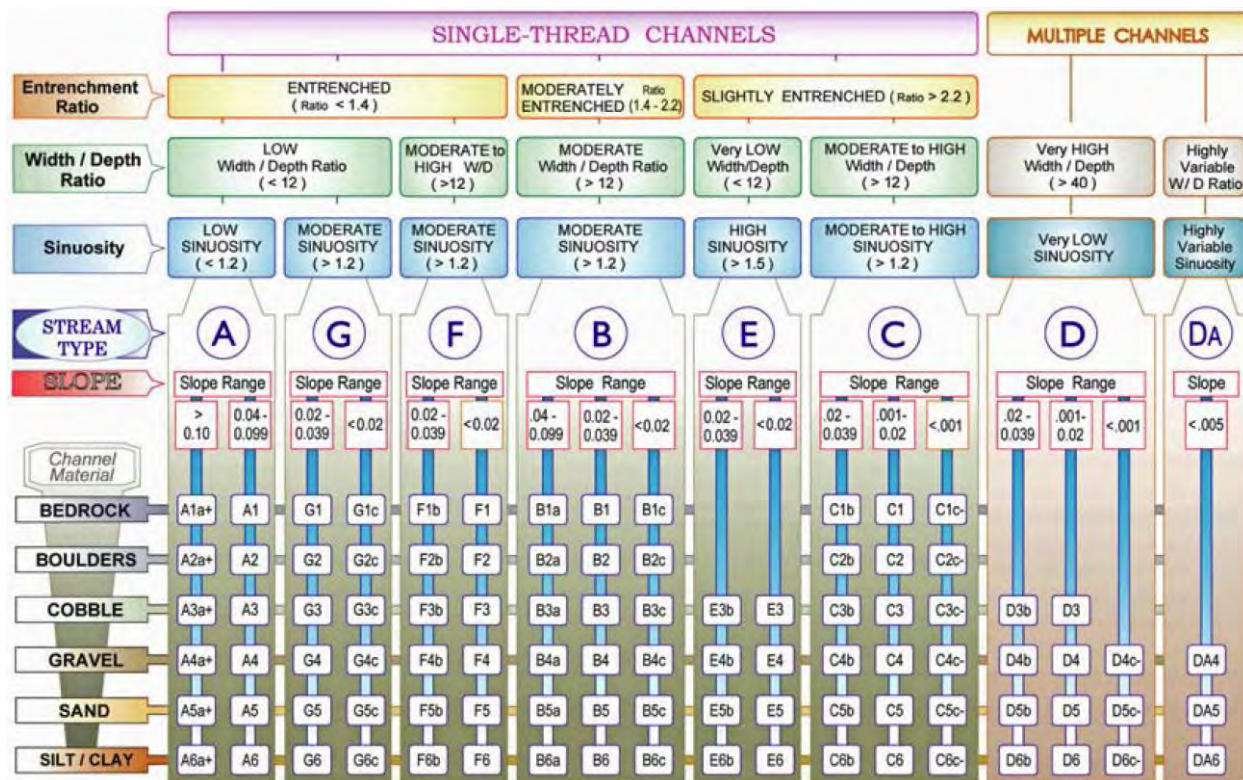 SINGLE-THREAD CHANNELS MULTIPLE CHANNELS
Entrenchment
Ratio
ENTRENCHED
( Ratio < 1.4 )
MODERATELY Ratio
ENTRENCHED (1.4 - 2.2)
SLIGHTLY ENTRENCHED ( Ratio > 2.2 )
Width / Depth
Ratio
LOW
Width / Depth Ratio
( < 12 )
MODERATE to
HIGH W/D
( >12 )
MODERATE
Width / Depth Ratio
( > 12 )
Very LOW
Width/Depth
( < 12 )
MODERATE to HIGH
Width / Depth
( > 12 )
Very HIGH
Width / Depth
( > 40 )
Highly
Variable
W / D Ratio
Sinuosity
LOW
SINUOSITY
( < 1.2 )
MODERATE
SINUOSITY
( > 1.2 )
MODERATE
SINUOSITY
( > 1.2 )
MODERATE
SINUOSITY
( > 1.2 )
HIGH
SINUOSITY
( > 1.5 )
MODERATE to HIGH
SINUOSITY
( > 1.2 )
Very LOW
SINUOSITY
Highly
Variable
Sinuosity
STREAM
TYPE
A G F B E C D DA
SLOPE
Slope Range Slope Range Slope Range Slope Range Slope Range Slope Range Slope Range Slope
>
0.10
0.04 -
0.099
0.02 -
0.039
<0.02
0.02 -
0.039
<0.02
.04 -
0.099
0.02 -
0.039
<0.02
0.02 -
0.039
<0.02
.02 -
0.039
.001-
0.02
<.001
.02 -
0.039
.001-
0.02
<.001
<.005
Channel
Material
BEDROCK A1a+ A1 G1 G1c F1b F1 B1a B1 B1c C1b C1 C1c-
BOULDERS A2a+ A2 G2 G2c F2b F2 B2a B2 B2c C2b C2 C2c-
COBBLE A3a+ A3 G3 G3c F3b F3 B3a B3 B3c E3b E3 C3b C3 C3c- D3b D3
GRAVEL A4a+ A4 G4 G4c F4b F4 B4a B4 B4c E4b E4 C4b C4 C4c- D4b D4 D4c- DA4
SAND A5a+ A5 G5 G5c F5b F5 B5a B5 B5c E5b E5 C5b C5 C5c- D5b D5 D5c- DA5
SILT / CLAY A6a+ A6 G6 G6c F6b F6 B6a B6 B6c E6b E6 C6b C6 C6c- D6b D6 D6c- DA6